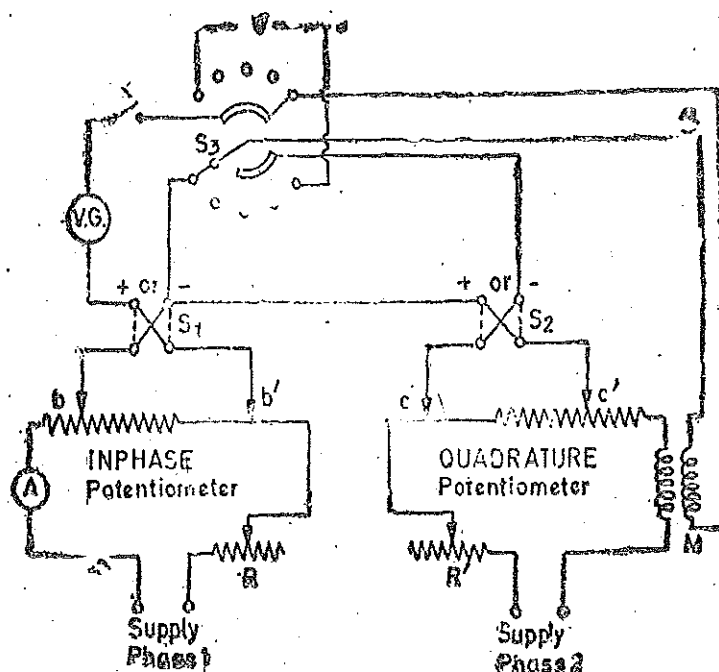 S3
V.G.
+ or -
S1
+ or -
S2
b
b'
c
c'
INPHASE
Potentiometer
QUADRATURE
Potentiometer
A
M
R
R'
Supply
Phase 1
Supply
Phase 2